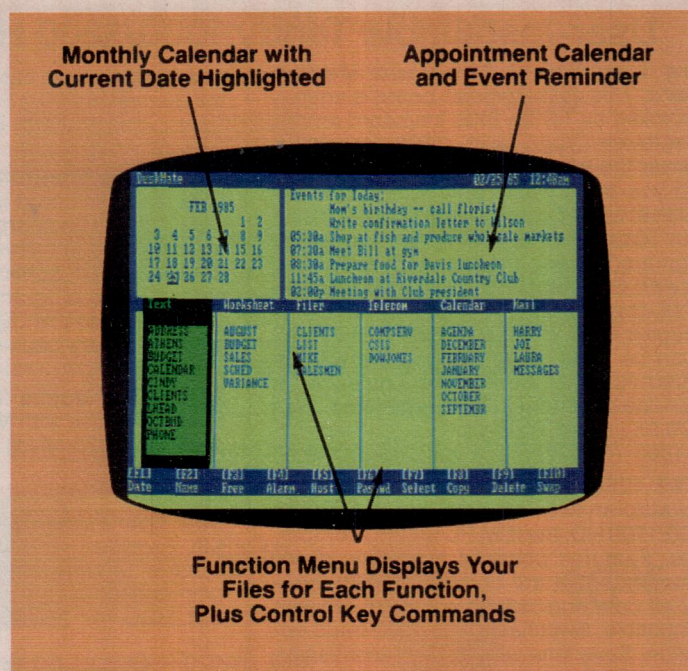 Monthly Calendar with
Current Date Highlighted
Appointment Calendar
and Event Reminder
DeskMate 02/25/85 12:46am
FEB 1985
1 2
3 4 5 6 7 8 9
10 11 12 13 14 15 16
17 18 19 20 21 22 23
24 25 26 27 28
Events for Today:
Mom's birthday -- call florist
Write confirmation letter to Wilson
05:30a Shop at fish and produce wholesale markets
07:30a Meet Bill at gym
08:30a Prepare food for Davis luncheon
11:45a Luncheon at Riverdale Country Club
02:00p Meeting with Club president
Text Worksheet Filer Telecom Calendar Mail
ADDRESS AUGUST CLIENTS COMPSERV AGENDA HARRY
ATHENS BUDGET LIST CSIS DECEMBER JOE
BUDGET SALES MIKE DOWJONES FEBRUARY LAURA
CALENDAR SCHED SALESMEN JANUARY MESSAGES
CINDY VARIANCE NOVEMBER
CLIENTS OCTOBER
LHEAD SEPTEMBR
OCTBUD
PHONE
[F1] [F2] [F3] [F4] [F5] [F6] [F7] [F8] [F9] [F10]
Date Name Free Alarm Host Passwd Select Copy Delete Swap
Function Menu Displays Your
Files for Each Function,
Plus Control Key Commands